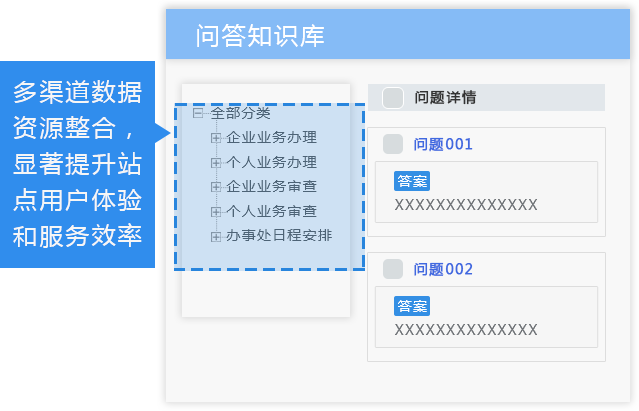 问答知识库
多渠道数据
资源整合，
显著提升站
点用户体验
和服务效率
全部分类
企业业务办理
个人业务办理
企业业务审查
个人业务审查
办事处日程安排
问题详情
问题001
答案
XXXXXXXXXXXXXX
问题002
答案
XXXXXXXXXXXXXX